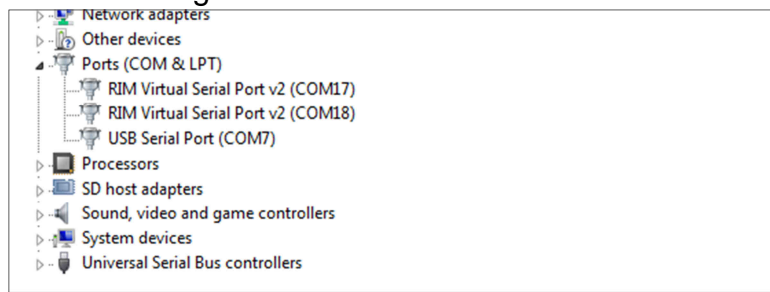 Network adapters
Other devices
Ports (COM & LPT)
RIM Virtual Serial Port v2 (COM17)
RIM Virtual Serial Port v2 (COM18)
USB Serial Port (COM7)
Processors
SD host adapters
Sound, video and game controllers
System devices
Universal Serial Bus controllers